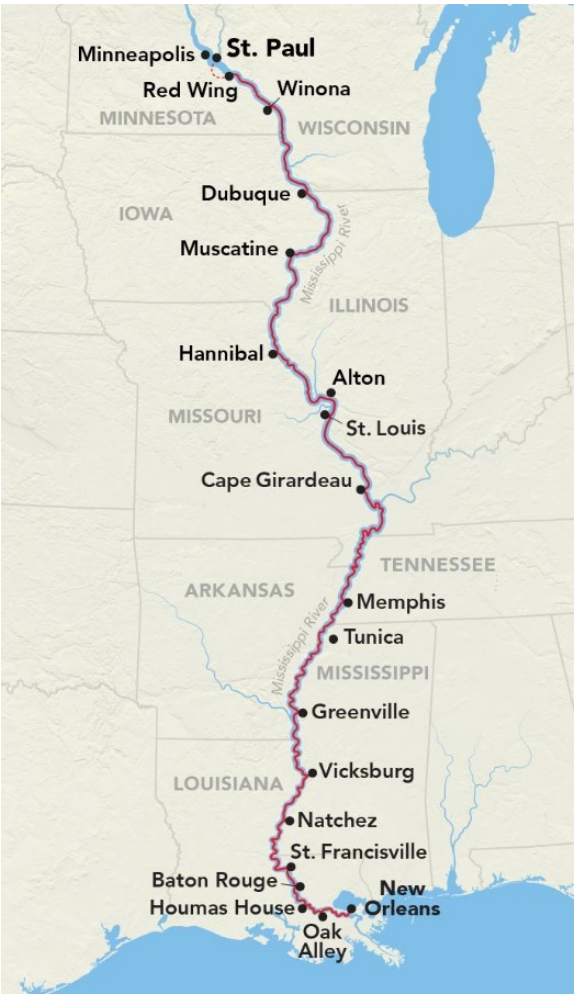 Minneapolis
St. Paul
Red Wing
Winona
MINNESOTA
WISCONSIN
Dubuque
IOWA
Mississippi River
Muscatine
ILLINOIS
Hannibal
Alton
MISSOURI
St. Louis
Cape Girardeau
TENNESSEE
ARKANSAS
Memphis
Mississippi River
Tunica
MISSISSIPPI
Greenville
LOUISIANA
Vicksburg
Natchez
St. Francisville
Baton Rouge
New
Orleans
Houmas House
Oak
Alley